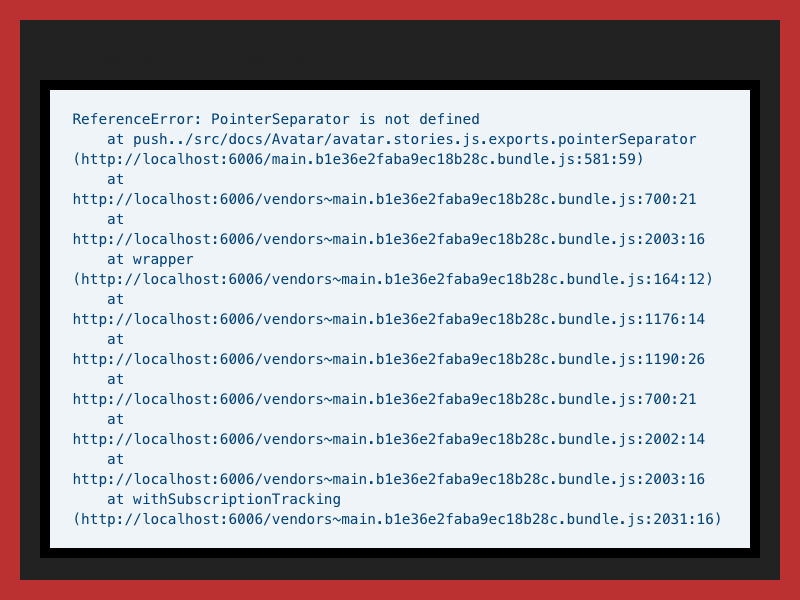 ReferenceError: PointerSeparator is not defined
    at push../src/docs/Avatar/avatar.stories.js.exports.pointerSeparator
(http://localhost:6006/main.b1e36e2faba9ec18b28c.bundle.js:581:59)
    at
http://localhost:6006/vendors~main.b1e36e2faba9ec18b28c.bundle.js:700:21
    at
http://localhost:6006/vendors~main.b1e36e2faba9ec18b28c.bundle.js:2003:16
    at wrapper
(http://localhost:6006/vendors~main.b1e36e2faba9ec18b28c.bundle.js:164:12)
    at
http://localhost:6006/vendors~main.b1e36e2faba9ec18b28c.bundle.js:1176:14
    at
http://localhost:6006/vendors~main.b1e36e2faba9ec18b28c.bundle.js:1190:26
    at
http://localhost:6006/vendors~main.b1e36e2faba9ec18b28c.bundle.js:700:21
    at
http://localhost:6006/vendors~main.b1e36e2faba9ec18b28c.bundle.js:2002:14
    at
http://localhost:6006/vendors~main.b1e36e2faba9ec18b28c.bundle.js:2003:16
    at withSubscriptionTracking
(http://localhost:6006/vendors~main.b1e36e2faba9ec18b28c.bundle.js:2031:16)